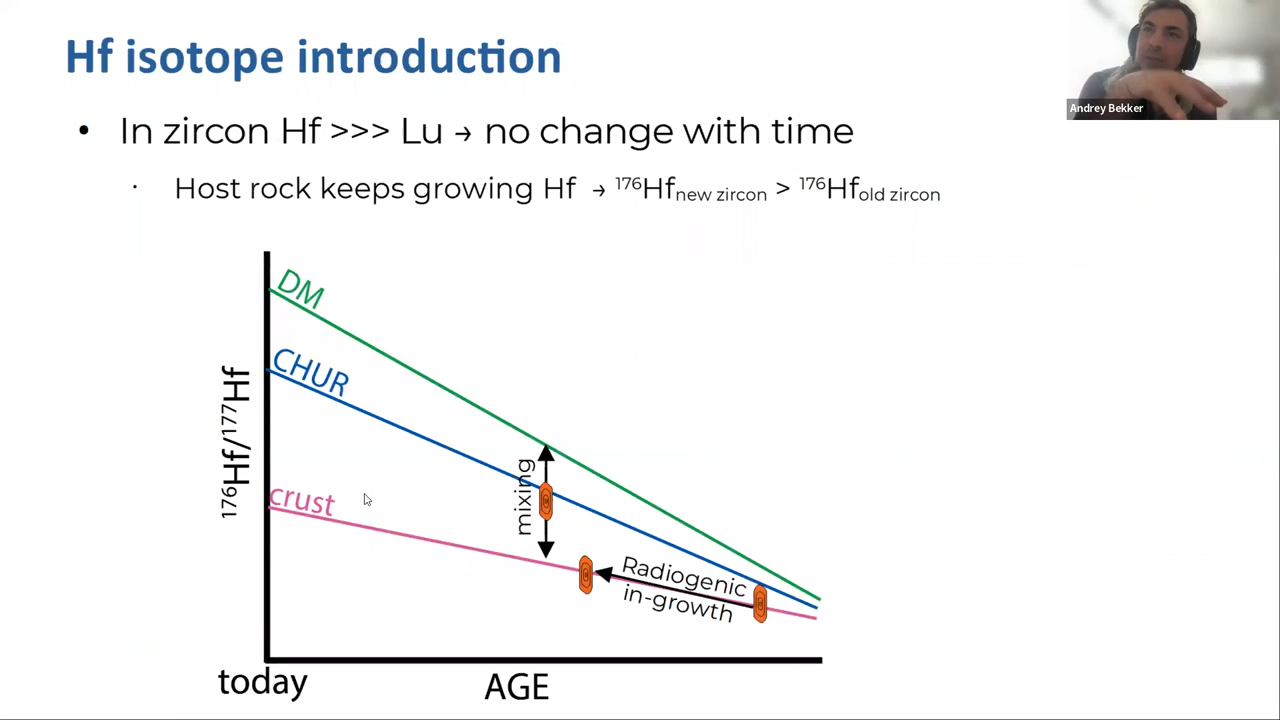 Hf isotope introduction
Andrey Bekker
• In zircon Hf >>> Lu → no change with time
· Host rock keeps growing Hf → ¹⁷⁶Hf new zircon > ¹⁷⁶Hf old zircon
DM
CHUR
crust
¹⁷⁶Hf/¹⁷⁷Hf
mixing
Radiogenic
in-growth
today
AGE